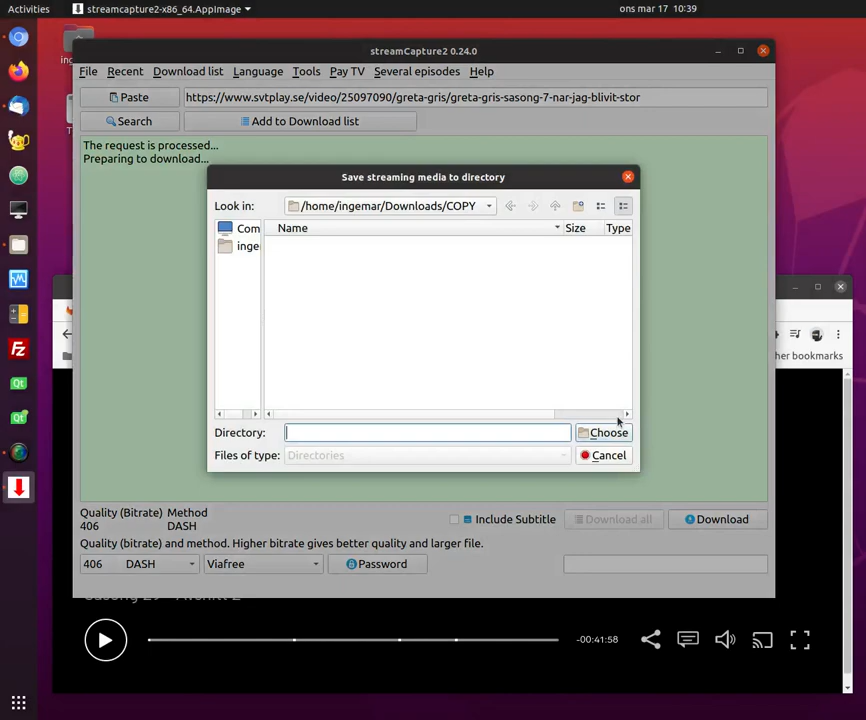 Activities
streamcapture2-x86_64.AppImage
ons mar 17 10:39
streamCapture2 0.24.0
File Recent Download list Language Tools Pay TV Several episodes Help
Paste
https://www.svtplay.se/video/25097090/greta-gris/greta-gris-sasong-7-nar-jag-blivit-stor
Search
Add to Download list
The request is processed...
Preparing to download...
Save streaming media to directory
Look in:
/home/ingemar/Downloads/COPY
Com
inge
Name Size Type
Directory:
Choose
Files of type:
Directories
Cancel
Quality (Bitrate) Method
406 DASH
Include Subtitle
Download all
Download
Quality (bitrate) and method. Higher bitrate gives better quality and larger file.
406 DASH
Viafree
Password
her bookmarks
-00:41:58
Fz
Qt
Qt